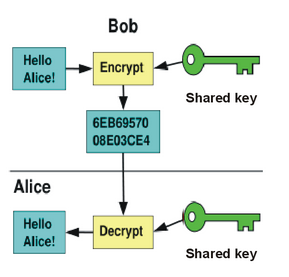 Bob
Hello
Alice!
Encrypt
Shared key
6EB69570
08E03CE4
Alice
Hello
Alice!
Decrypt
Shared key